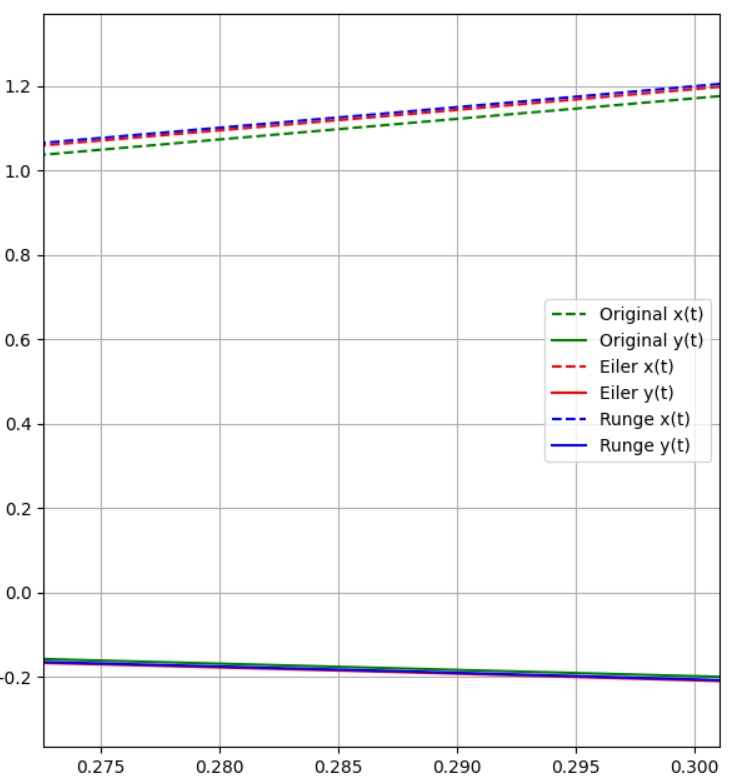 1.2
1.0
0.8
0.6
0.4
0.2
0.0
-0.2
Original x(t)
Original y(t)
Eiler x(t)
Eiler y(t)
Runge x(t)
Runge y(t)
0.275 0.280 0.285 0.290 0.295 0.300